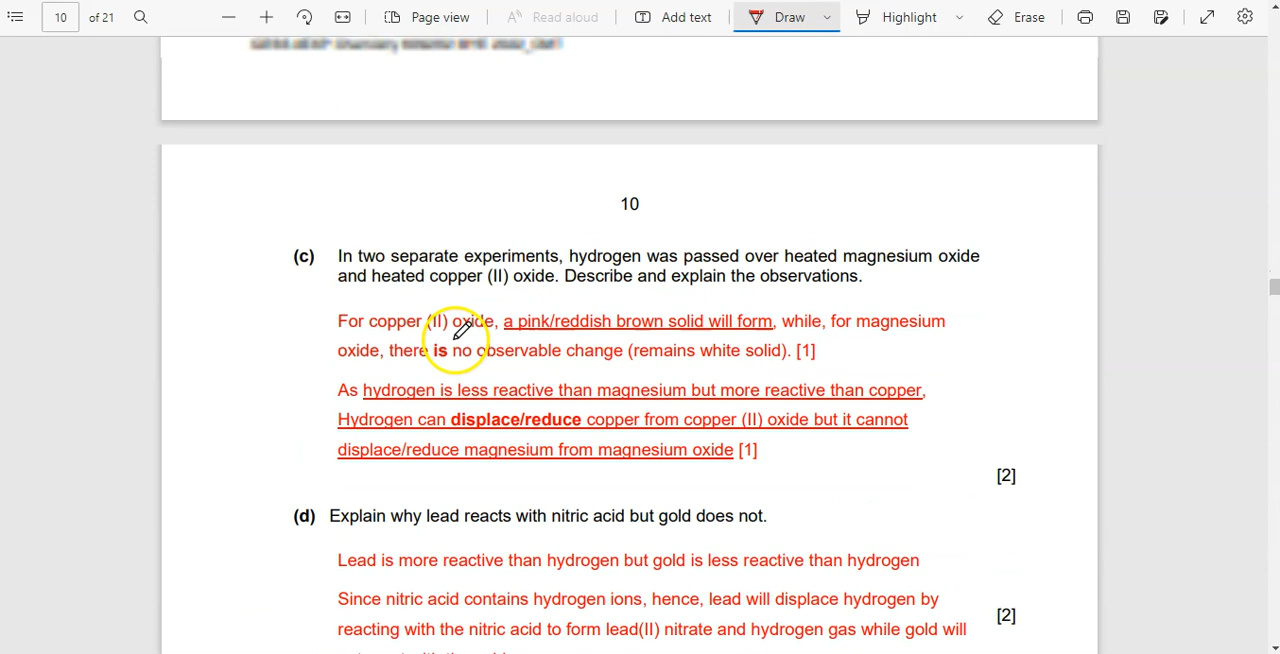 10 of 21 Page view Read aloud Add text Draw Highlight Erase
10
(c) In two separate experiments, hydrogen was passed over heated magnesium oxide
and heated copper (II) oxide. Describe and explain the observations.
For copper (II) oxide, a pink/reddish brown solid will form, while, for magnesium
oxide, there is no observable change (remains white solid). [1]
As hydrogen is less reactive than magnesium but more reactive than copper,
Hydrogen can displace/reduce copper from copper (II) oxide but it cannot
displace/reduce magnesium from magnesium oxide [1]
[2]
(d) Explain why lead reacts with nitric acid but gold does not.
Lead is more reactive than hydrogen but gold is less reactive than hydrogen
Since nitric acid contains hydrogen ions, hence, lead will displace hydrogen by
[2]
reacting with the nitric acid to form lead(II) nitrate and hydrogen gas while gold will